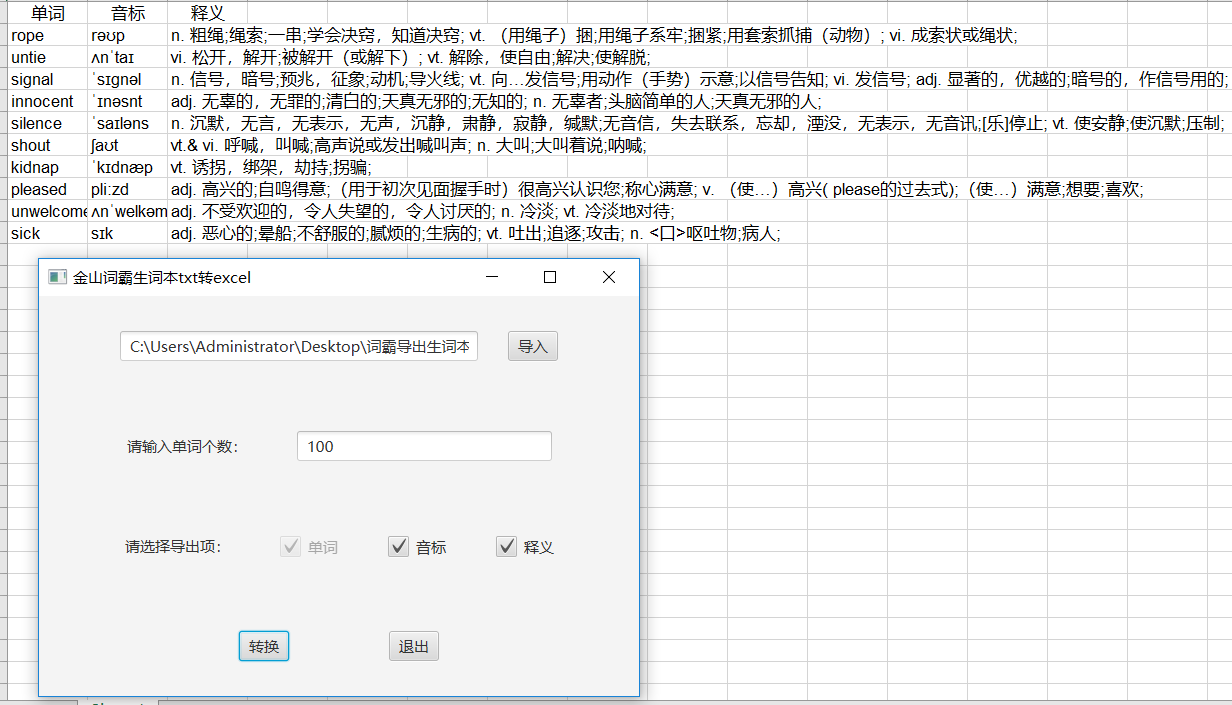 单词 音标 释义
rope rəʊp n. 粗绳;绳索;一串;学会决窍，知道决窍; vt. （用绳子）捆;用绳子系牢;捆紧;用套索抓捕（动物）; vi. 成索状或绳状;
untie ʌnˈtaɪ vi. 松开，解开;被解开（或解下）; vt. 解除，使自由;解决;使解脱;
signal ˈsɪgnəl n. 信号，暗号;预兆，征象;动机;导火线; vt. 向…发信号;用动作（手势）示意;以信号告知; vi. 发信号; adj. 显著的，优越的;暗号的，作信号用的;
innocent ˈɪnəsnt adj. 无辜的，无罪的;清白的;天真无邪的;无知的; n. 无辜者;头脑简单的人;天真无邪的人;
silence ˈsaɪləns n. 沉默，无言，无表示，无声，沉静，肃静，寂静，缄默;无音信，失去联系，忘却，湮没，无表示，无音讯;[乐]停止; vt. 使安静;使沉默;压制;
shout ʃaʊt vt.& vi. 呼喊，叫喊;高声说或发出喊叫声; n. 大叫;大叫着说;呐喊;
kidnap ˈkɪdnæp vt. 诱拐，绑架，劫持;拐骗;
pleased pli:zd adj. 高兴的;自鸣得意;（用于初次见面握手时）很高兴认识您;称心满意; v. （使…）高兴( please的过去式);（使…）满意;想要;喜欢;
unwelcome ʌnˈwelkəm adj. 不受欢迎的，令人失望的，令人讨厌的; n. 冷淡; vt. 冷淡地对待;
sick sɪk adj. 恶心的;晕船;不舒服的;腻烦的;生病的; vt. 吐出;追逐;攻击; n. <口>呕吐物;病人;
金山词霸生词本txt转excel
C:\Users\Administrator\Desktop\词霸导出生词本 导入
请输入单词个数： 100
请选择导出项： 单词 音标 释义
转换 退出